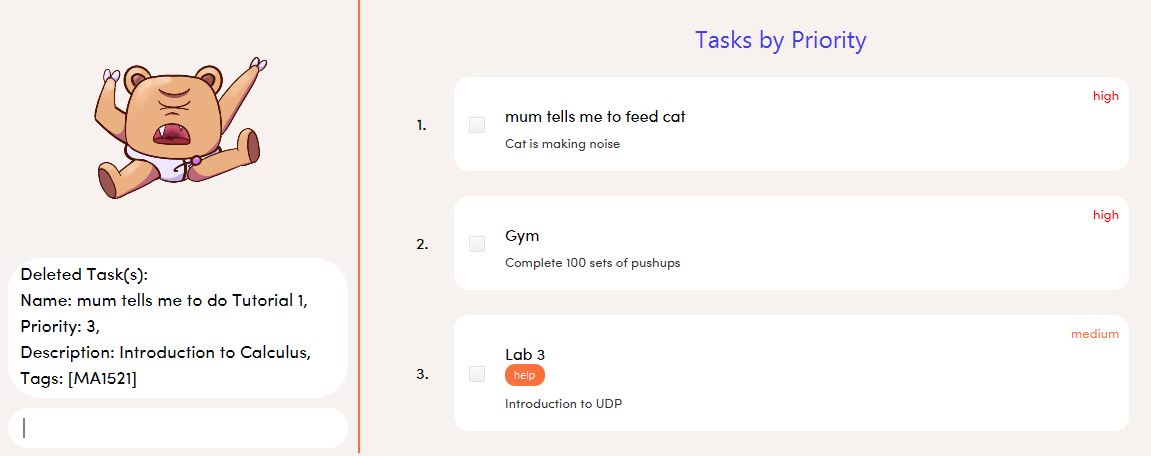 Deleted Task(s):
Name: mum tells me to do Tutorial 1,
Priority: 3,
Description: Introduction to Calculus,
Tags: [MA1521]
Tasks by Priority
high
1.
mum tells me to feed cat
Cat is making noise
high
2.
Gym
Complete 100 sets of pushups
medium
3.
Lab 3
help
Introduction to UDP